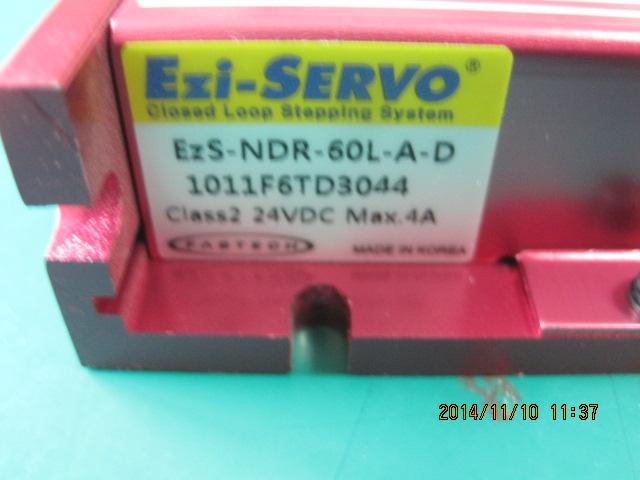 Ezi-SERVO®
Closed Loop Stepping System
EzS-NDR-60L-A-D
1011F6TD3044
Class2 24VDC Max.4A
FASTECH MADE IN KOREA
2014/11/10 11:37